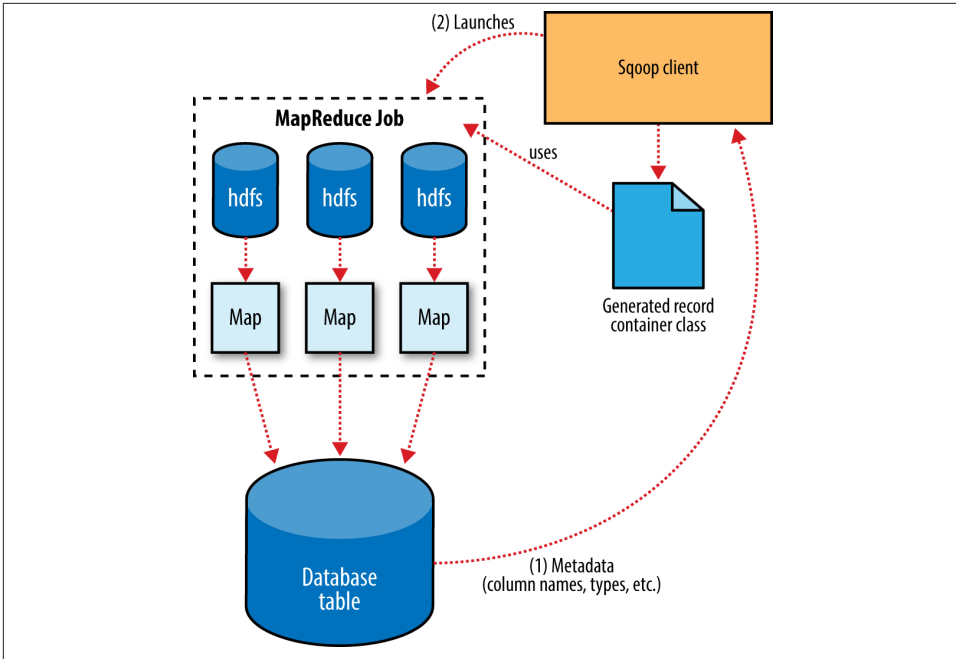 (2) Launches
Sqoop client
MapReduce Job
hdfs
hdfs
hdfs
uses
Map
Map
Map
Generated record
container class
Database
table
(1) Metadata
(column names, types, etc.)